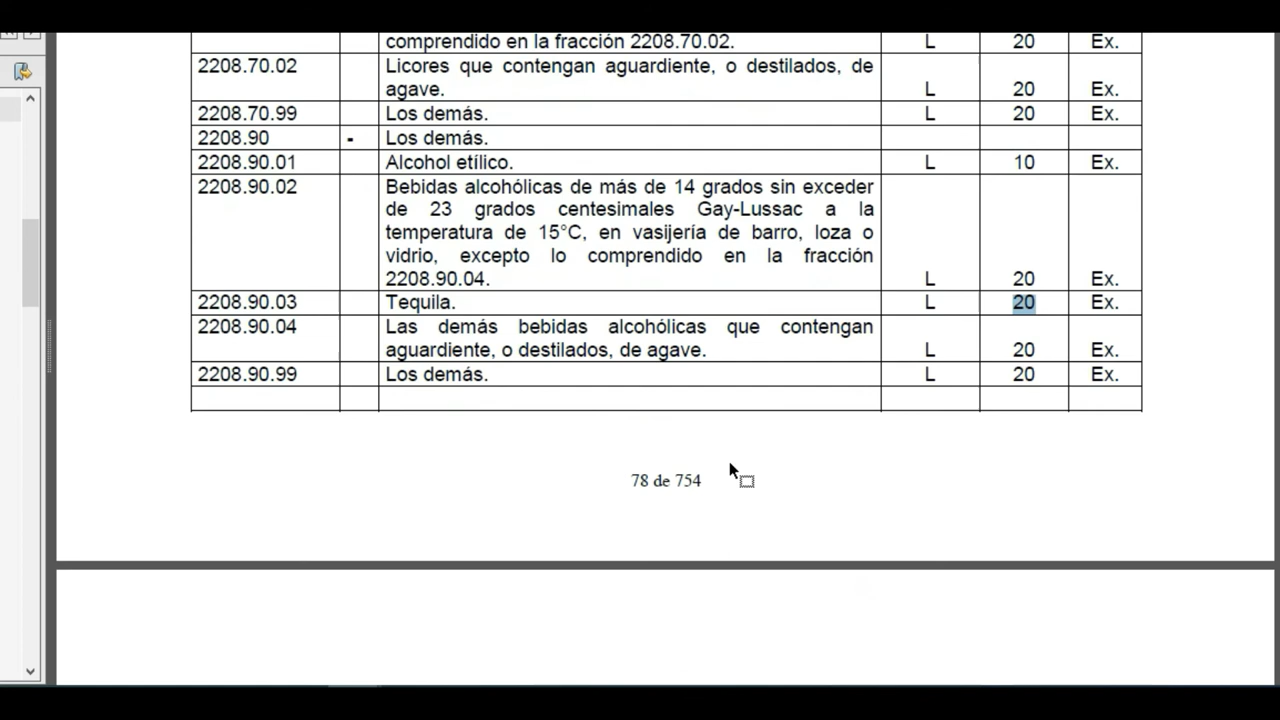 comprendido en la fracción 2208.70.02. L 20 Ex.
2208.70.02 Licores que contengan aguardiente, o destilados, de
agave. L 20 Ex.
2208.70.99 Los demás. L 20 Ex.
2208.90 - Los demás.
2208.90.01 Alcohol etílico. L 10 Ex.
2208.90.02 Bebidas alcohólicas de más de 14 grados sin exceder
de 23 grados centesimales Gay-Lussac a la
temperatura de 15°C, en vasijería de barro, loza o
vidrio, excepto lo comprendido en la fracción
2208.90.04. L 20 Ex.
2208.90.03 Tequila. L 20 Ex.
2208.90.04 Las demás bebidas alcohólicas que contengan
aguardiente, o destilados, de agave. L 20 Ex.
2208.90.99 Los demás. L 20 Ex.
78 de 754